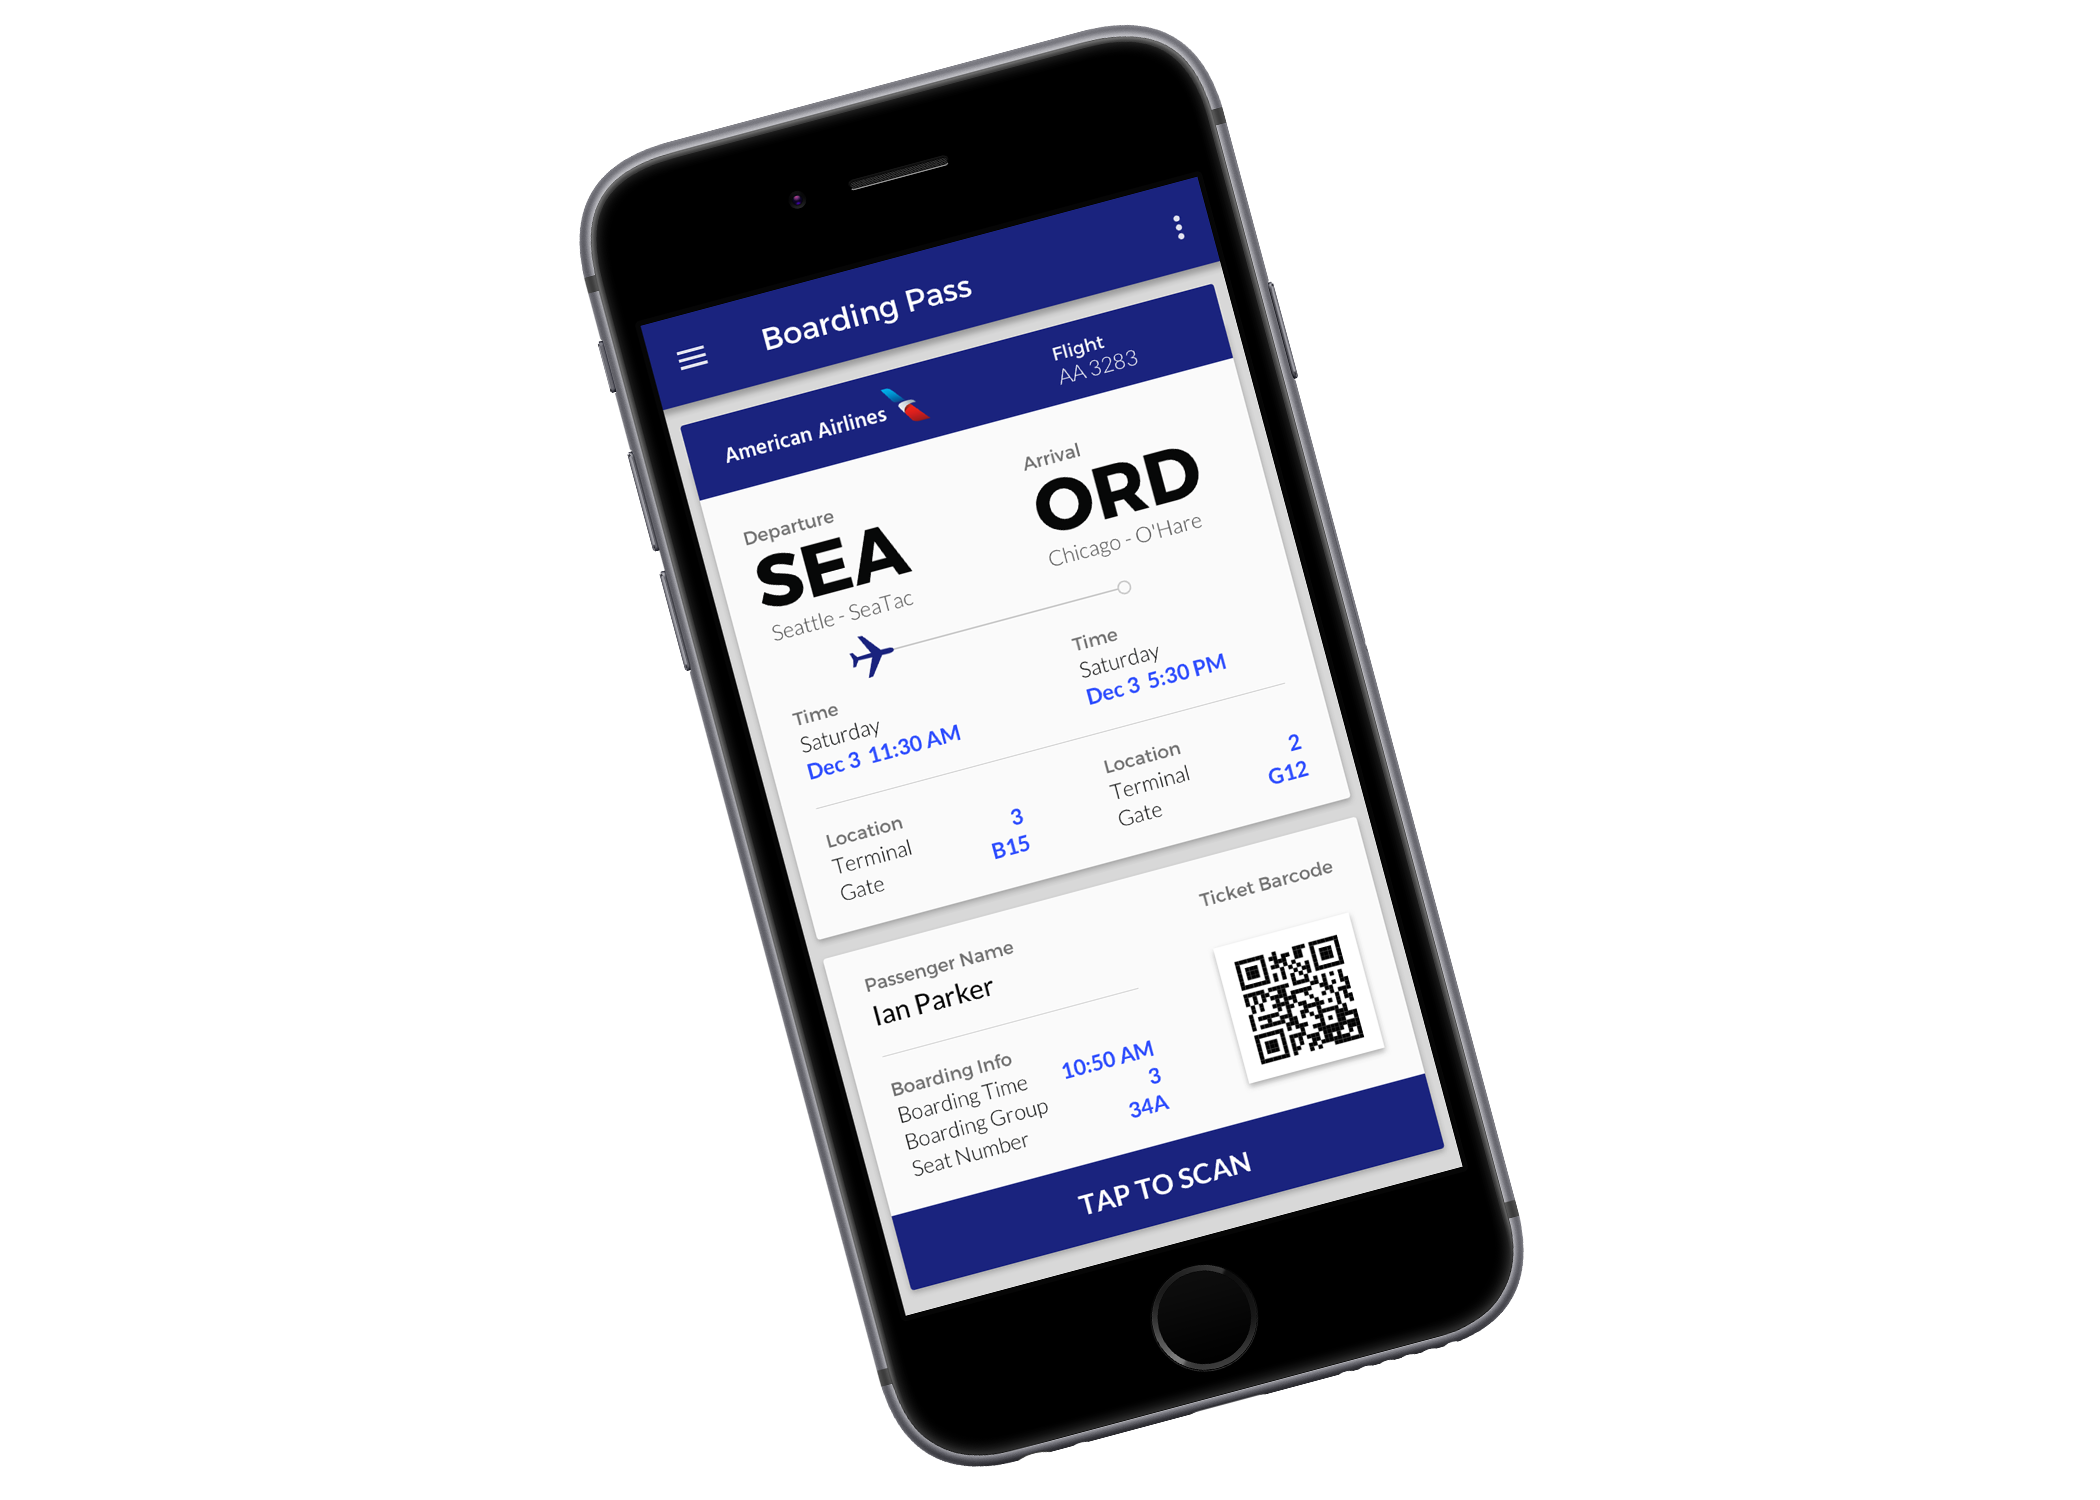 Boarding Pass
American Airlines
Flight
AA 3283
Departure
SEA
Seattle - SeaTac
Arrival
ORD
Chicago - O'Hare
Time
Saturday
Dec 3 11:30 AM
Time
Saturday
Dec 3 5:30 PM
Location
Terminal 3
Gate B15
Location
Terminal 2
Gate G12
Passenger Name
Ian Parker
Ticket Barcode
Boarding Info
Boarding Time 10:50 AM
Boarding Group 3
Seat Number 34A
TAP TO SCAN